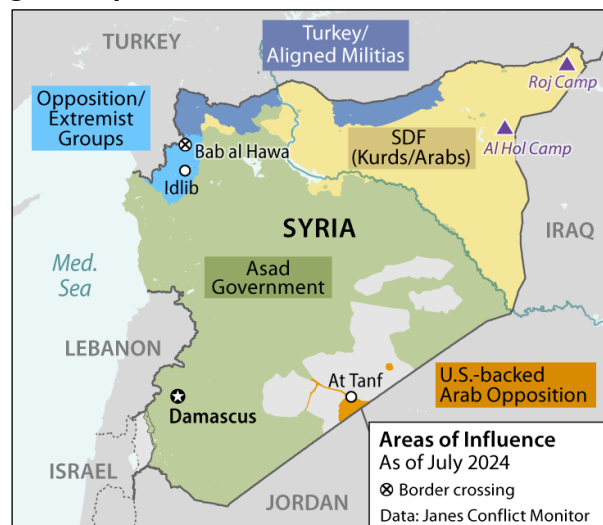 TURKEY
Turkey/
Aligned Militias
Roj Camp
Opposition/
Extremist
Groups
Bab al Hawa
Idlib
SDF
(Kurds/Arabs)
Al Hol Camp
SYRIA
IRAQ
Med.
Sea
Asad
Government
LEBANON
At Tanf
U.S.-backed
Arab Opposition
Damascus
ISRAEL
JORDAN
Areas of Influence
As of July 2024
Border crossing
Data: Janes Conflict Monitor